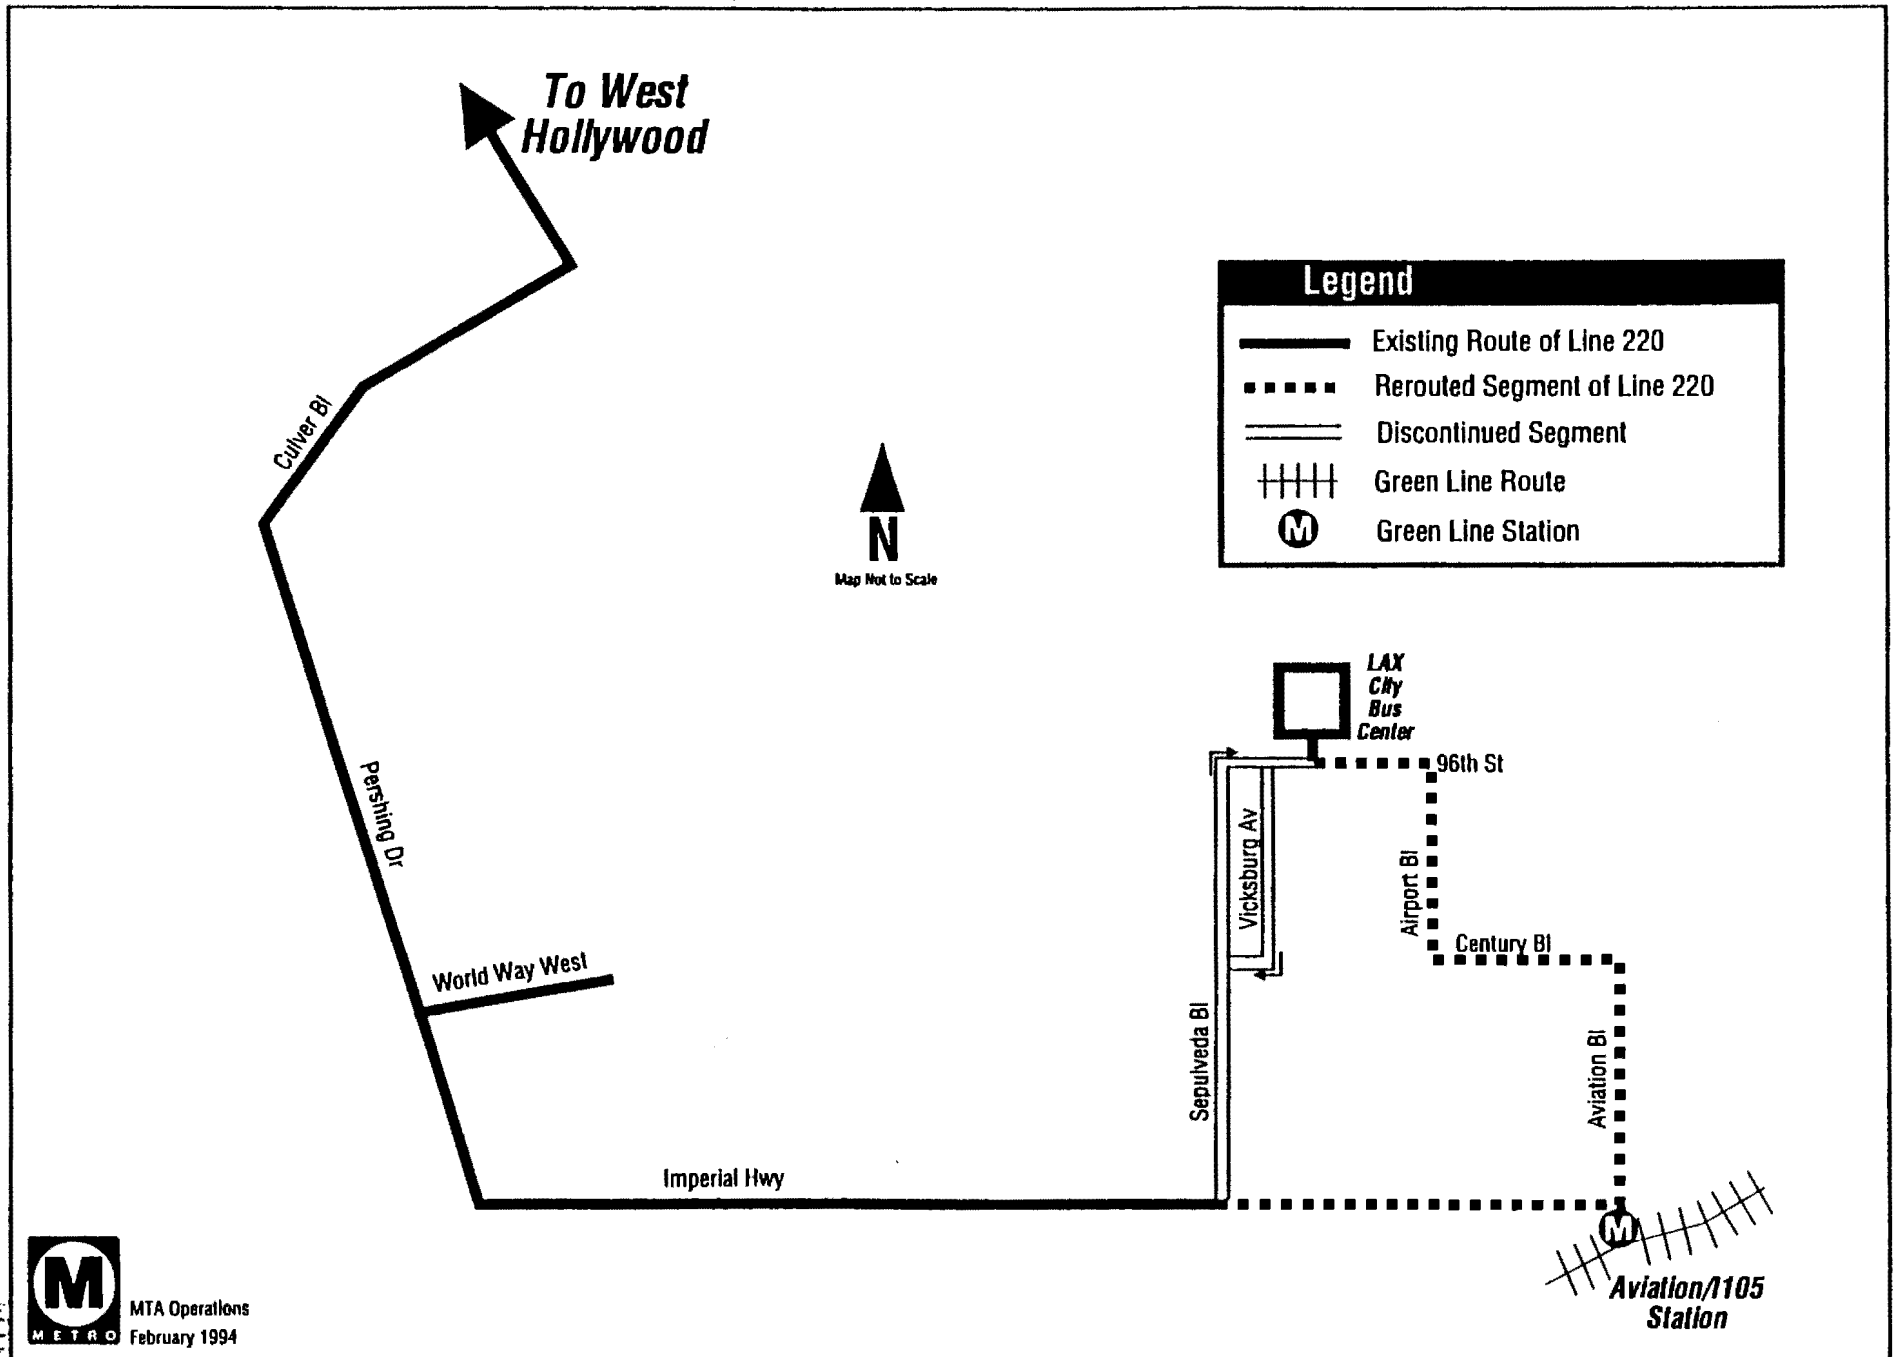 To West
Hollywood
Legend
Existing Route of Line 220
Rerouted Segment of Line 220
Discontinued Segment
Green Line Route
M
Green Line Station
Culver Bl
N
Map Not to Scale
LAX
City
Bus
Center
96th St
Pershing Dr
Vicksburg Av
Airport Bl
Century Bl
World Way West
Sepulveda Bl
Aviation Bl
Imperial Hwy
M
Aviation/I105
Station
M
METRO
MTA Operations
February 1994